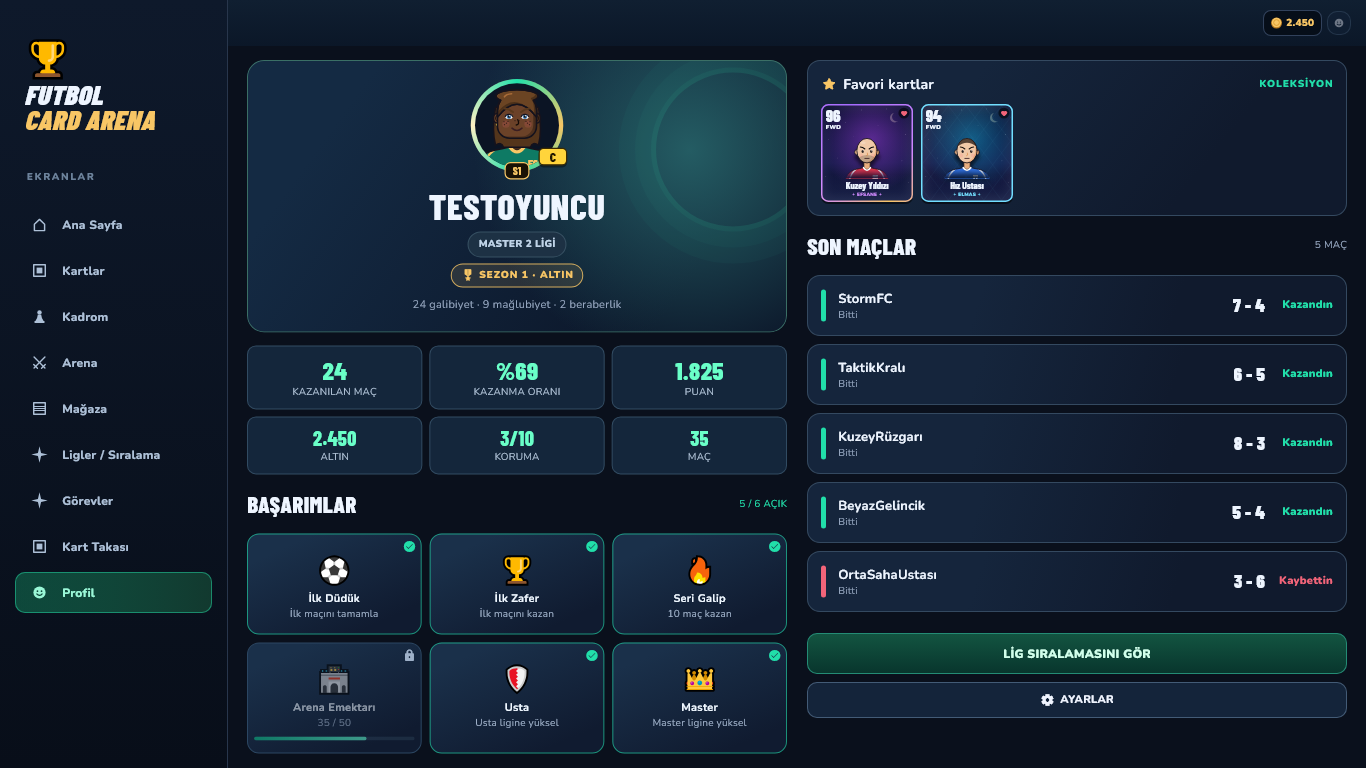 2.450
FUTBOL
CARD ARENA
EKRANLAR
Ana Sayfa
Kartlar
Kadrom
Arena
Mağaza
Ligler / Sıralama
Görevler
Kart Takası
Profil
C
S1
TESTOYUNCU
MASTER 2 LİGİ
SEZON 1 · ALTIN
24 galibiyet · 9 mağlubiyet · 2 beraberlik
24
KAZANILAN MAÇ
%69
KAZANMA ORANI
1.825
PUAN
2.450
ALTIN
3/10
KORUMA
35
MAÇ
BAŞARIMLAR
5 / 6 AÇIK
İlk Düdük
İlk maçını tamamla
İlk Zafer
İlk maçını kazan
Seri Galip
10 maç kazan
Arena Emektarı
35 / 50
Usta
Usta ligine yüksel
Master
Master ligine yüksel
Favori kartlar
KOLEKSİYON
96
FWD
Kuzey Yıldızı
EFSANE
94
FWD
Hız Ustası
ELMAS
SON MAÇLAR
5 MAÇ
StormFC
Bitti
7 - 4
Kazandın
TaktikKralı
Bitti
6 - 5
Kazandın
KuzeyRüzgarı
Bitti
8 - 3
Kazandın
BeyazGelincik
Bitti
5 - 4
Kazandın
OrtaSahaUstası
Bitti
3 - 6
Kaybettin
LİG SIRALAMASINI GÖR
AYARLAR